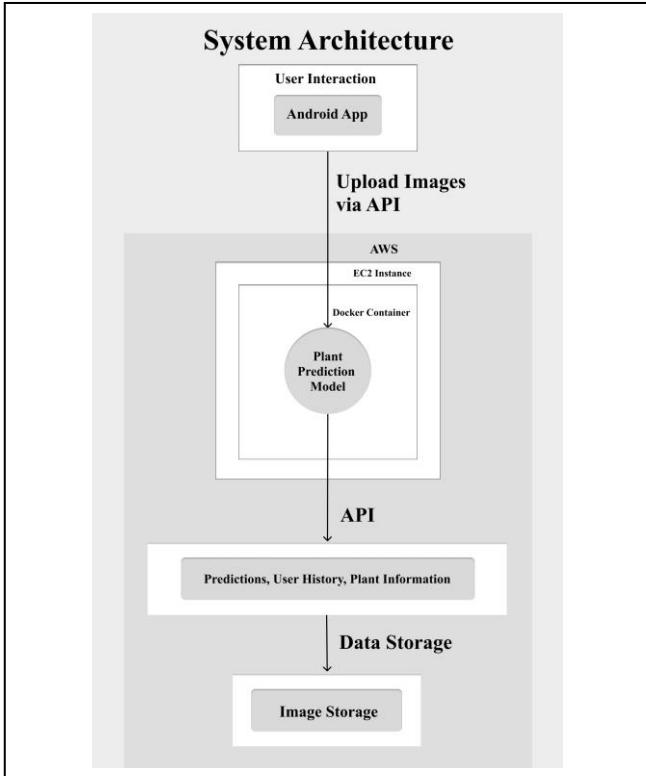 System Architecture
User Interaction
Android App
Upload Images
via API
AWS
EC2 Instance
Docker Container
Plant
Prediction
Model
API
Predictions, User History, Plant Information
Data Storage
Image Storage